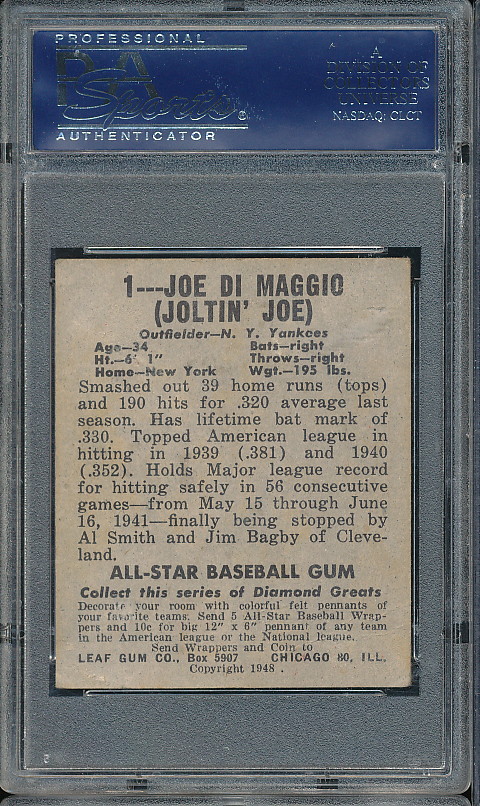 PROFESSIONAL
PSA
Sports®
AUTHENTICATOR
A
DIVISION OF
COLLECTORS
UNIVERSE
NASDAQ: CLCT
1---JOE DI MAGGIO
(JOLTIN' JOE)
Outfielder—N. Y. Yankees
Age—34 Bats—right
Ht.—6' 1" Throws—right
Home—New York Wgt.—195 lbs.
Smashed out 39 home runs (tops)
and 190 hits for .320 average last
season. Has lifetime bat mark of
.330. Topped American league in
hitting in 1939 (.381) and 1940
(.352). Holds Major league record
for hitting safely in 56 consecutive
games—from May 15 through June
16, 1941—finally being stopped by
Al Smith and Jim Bagby of Cleve-
land.
ALL-STAR BASEBALL GUM
Collect this series of Diamond Greats
Decorate your room with colorful felt pennants
of your favorite teams. Send 5 All-Star Baseball Wrap-
pers and 10c for big 12" x 6" pennant of any team
in the American league or the National league.
Send Wrappers and Coin to
LEAF GUM CO., Box 5907 CHICAGO 80, ILL.
Copyright 1948